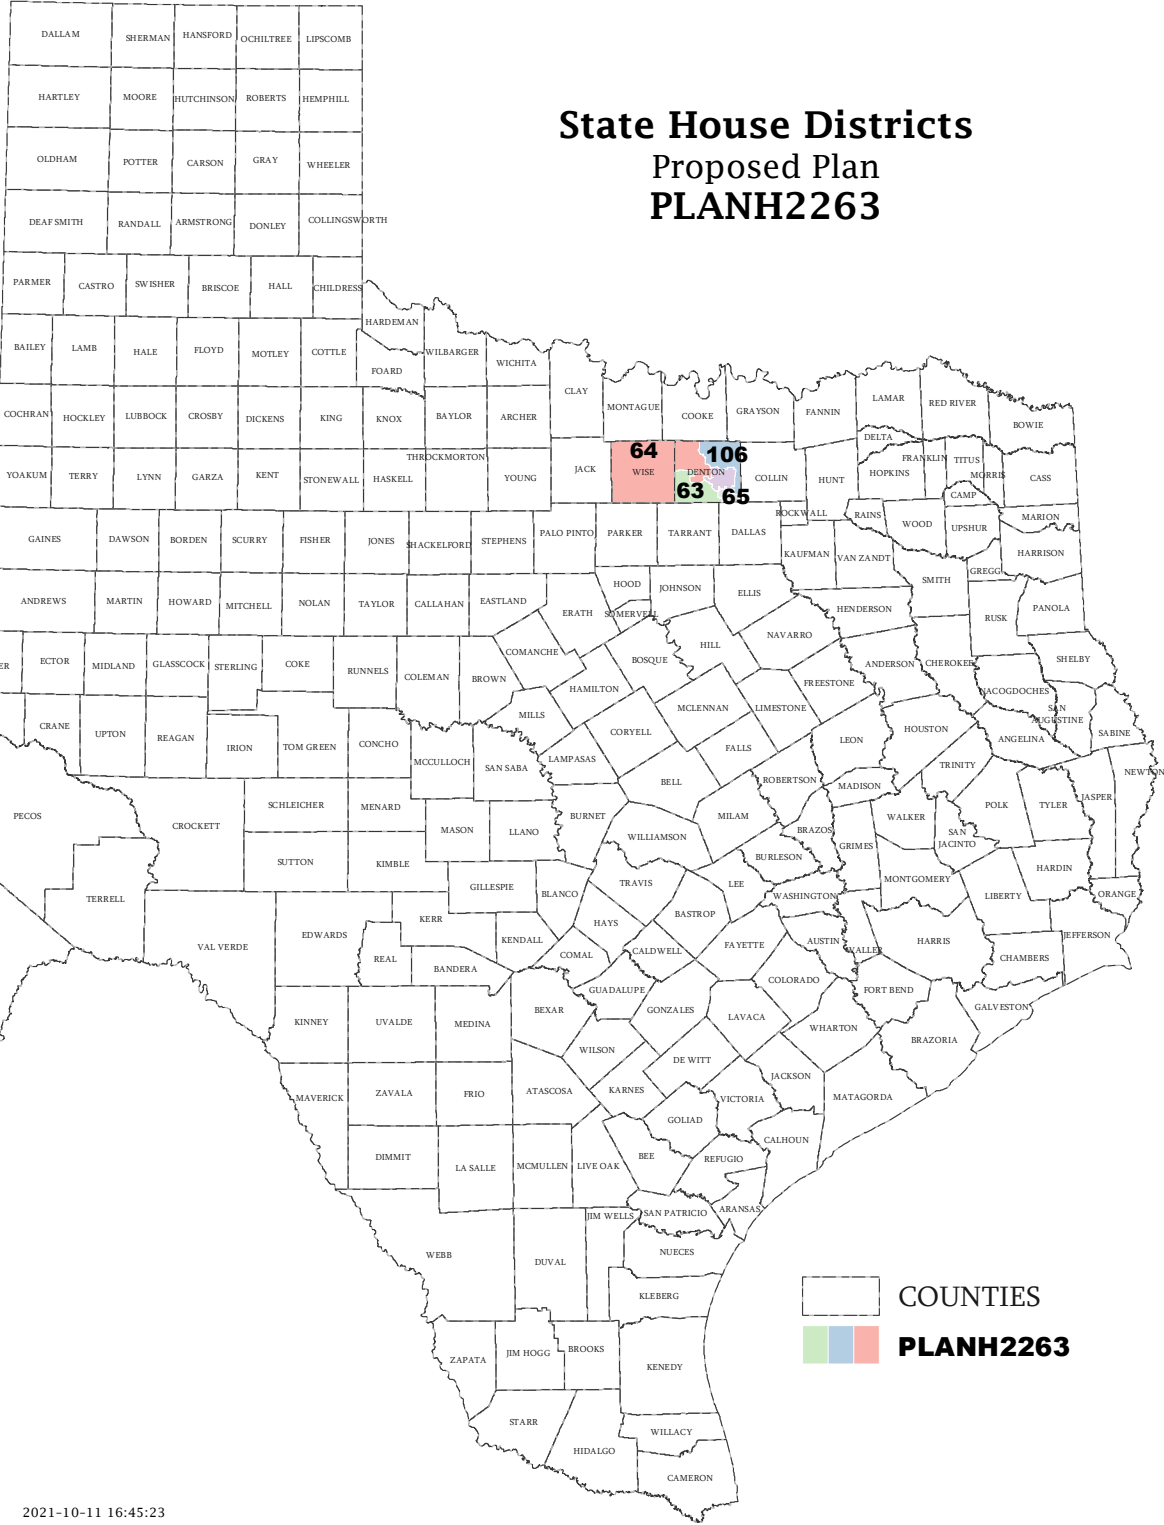 State House Districts
Proposed Plan
PLANH2263
DALLAM SHERMAN HANSFORD OCHILTREE LIPSCOMB
HARTLEY MOORE HUTCHINSON ROBERTS HEMPHILL
OLDHAM POTTER CARSON GRAY WHEELER
DEAF SMITH RANDALL ARMSTRONG DONLEY COLLINGSWORTH
PARMER CASTRO SWISHER BRISCOE HALL CHILDRESS
HARDEMAN
BAILEY LAMB HALE FLOYD MOTLEY COTTLE FOARD WILBARGER WICHITA
CLAY
COCHRAN HOCKLEY LUBBOCK CROSBY DICKENS KING KNOX BAYLOR ARCHER MONTAGUE COOKE GRAYSON FANNIN LAMAR RED RIVER BOWIE
DELTA
64 106
YOAKUM TERRY LYNN GARZA KENT STONEWALL HASKELL THROCKMORTON YOUNG JACK WISE DENTON COLLIN HUNT HOPKINS FRANKLIN TITUS MORRIS CASS
63 65
CAMP
ROCKWALL RAINS WOOD UPSHUR MARION
GAINES DAWSON BORDEN SCURRY FISHER JONES SHACKELFORD STEPHENS PALO PINTO PARKER TARRANT DALLAS
KAUFMAN VAN ZANDT HARRISON
GREGG
SMITH
ANDREWS MARTIN HOWARD MITCHELL NOLAN TAYLOR CALLAHAN EASTLAND ERATH HOOD SOMERVELL JOHNSON ELLIS
HENDERSON RUSK PANOLA
NAVARRO
ER ECTOR MIDLAND GLASSCOCK STERLING COKE RUNNELS COLEMAN BROWN COMANCHE BOSQUE HILL
ANDERSON CHEROKEE SHELBY
HAMILTON FREESTONE NACOGDOCHES
MILLS MCLENNAN LIMESTONE SAN
AUGUSTINE
CRANE UPTON REAGAN IRION TOM GREEN CONCHO CORYELL FALLS LEON HOUSTON ANGELINA SABINE
MCCULLOCH SAN SABA LAMPASAS TRINITY NEWTON
BELL ROBERTSON MADISON
PECOS CROCKETT SCHLEICHER MENARD MASON LLANO BURNET WILLIAMSON MILAM BRAZOS WALKER POLK TYLER JASPER
SAN
JACINTO
SUTTON KIMBLE BURLESON GRIMES
HARDIN
TERRELL GILLESPIE BLANCO TRAVIS LEE WASHINGTON MONTGOMERY LIBERTY ORANGE
VAL VERDE EDWARDS KERR HAYS BASTROP
REAL BANDERA KENDALL COMAL CALDWELL FAYETTE AUSTIN WALLER HARRIS CHAMBERS JEFFERSON
COLORADO
GUADALUPE FORT BEND
KINNEY UVALDE MEDINA BEXAR GONZALES LAVACA WHARTON GALVESTON
BRAZORIA
WILSON DE WITT
MAVERICK ZAVALA FRIO ATASCOSA KARNES JACKSON
VICTORIA MATAGORDA
GOLIAD
CALHOUN
DIMMIT LA SALLE MCMULLEN LIVE OAK BEE REFUGIO
JIM WELLS SAN PATRICIO ARANSAS
WEBB DUVAL NUECES
KLEBERG
COUNTIES
PLANH2263
ZAPATA JIM HOGG BROOKS KENEDY
STARR HIDALGO WILLACY
CAMERON
2021-10-11 16:45:23